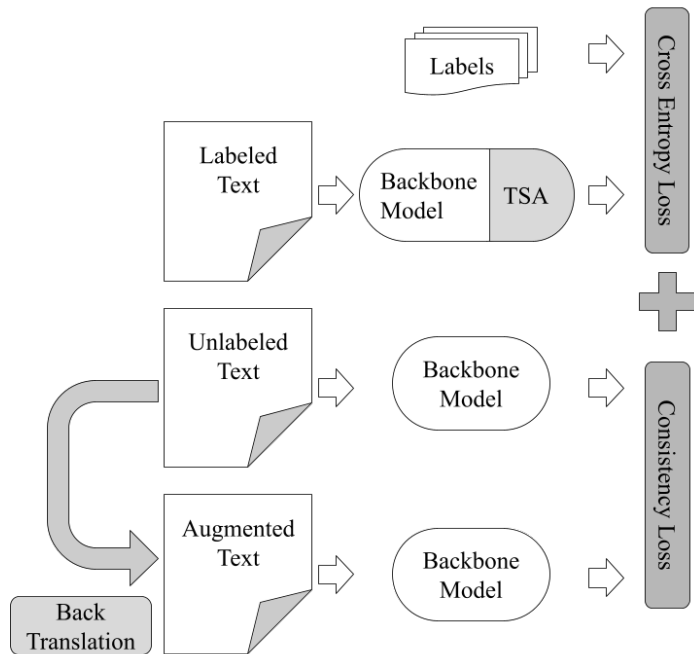 Labels
Cross Entropy Loss
Labeled
Text
Backbone
Model
TSA
Unlabeled
Text
Backbone
Model
Consistency Loss
Augmented
Text
Backbone
Model
Back
Translation